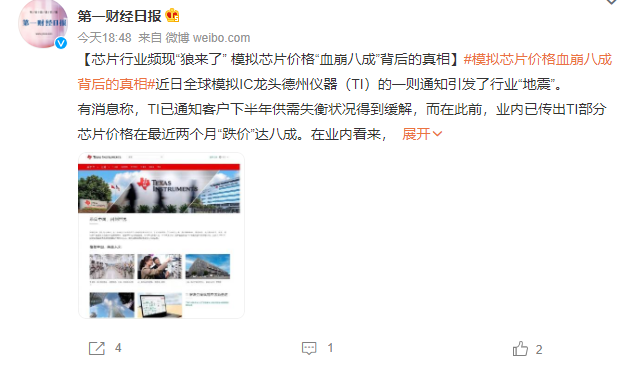 第一财经日报
第一财经日报
今天18:48 来自 微博 weibo.com
【芯片行业频现“狼来了” 模拟芯片价格“血崩八成”背后的真相】#模拟芯片价格血崩八成
背后的真相#近日全球模拟IC龙头德州仪器（TI）的一则通知引发了行业“地震”。
有消息称，TI已通知客户下半年供需失衡状况得到缓解，而在此前，业内已传出TI部分
芯片价格在最近两个月“跌价”达八成。在业内看来， 展开
TEXAS INSTRUMENTS
TEXAS
INSTRUMENTS
4
1
2